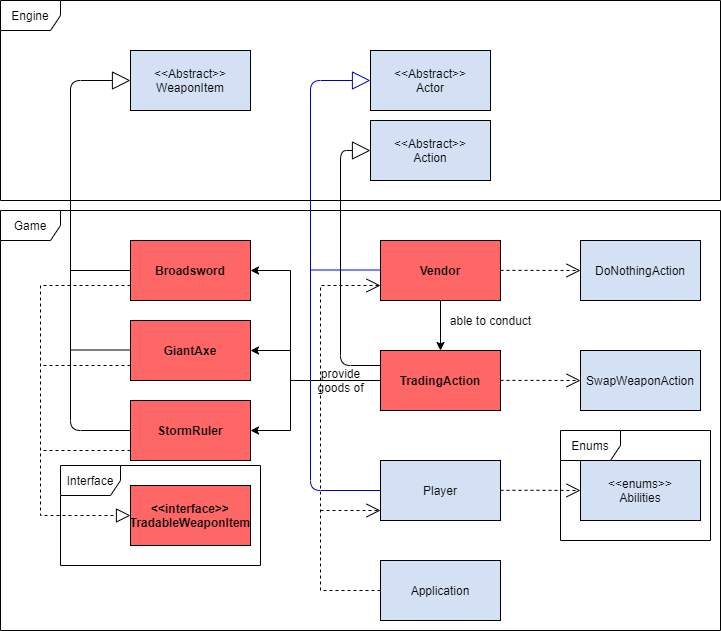 Engine
<<Abstract>>
WeaponItem
<<Abstract>>
Actor
<<Abstract>>
Action
Game
Broadsword
Vendor
DoNothingAction
able to conduct
GiantAxe
provide
goods of
TradingAction
SwapWeaponAction
StormRuler
Enums
Interface
Player
<<enums>>
Abilities
<<interface>>
TradableWeaponItem
Application